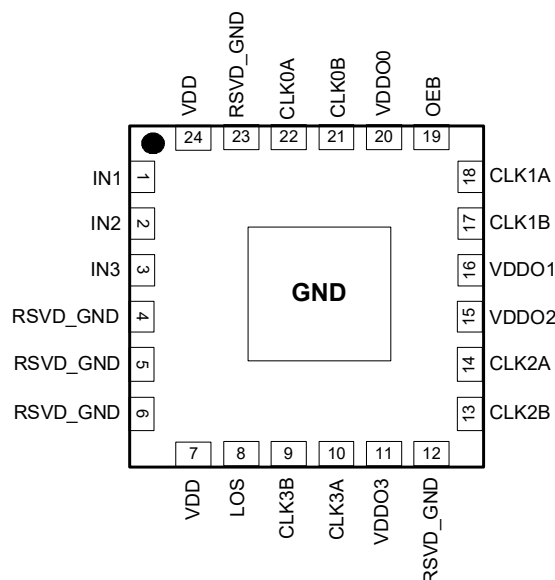 VDD
RSVD_GND
CLK0A
CLK0B
VDDO0
OEB
24
23
22
21
20
19
IN1 1
18 CLK1A
IN2 2
17 CLK1B
IN3 3
16 VDDO1
GND
RSVD_GND 4
15 VDDO2
RSVD_GND 5
14 CLK2A
RSVD_GND 6
13 CLK2B
7
8
9
10
11
12
VDD
LOS
CLK3B
CLK3A
VDDO3
RSVD_GND